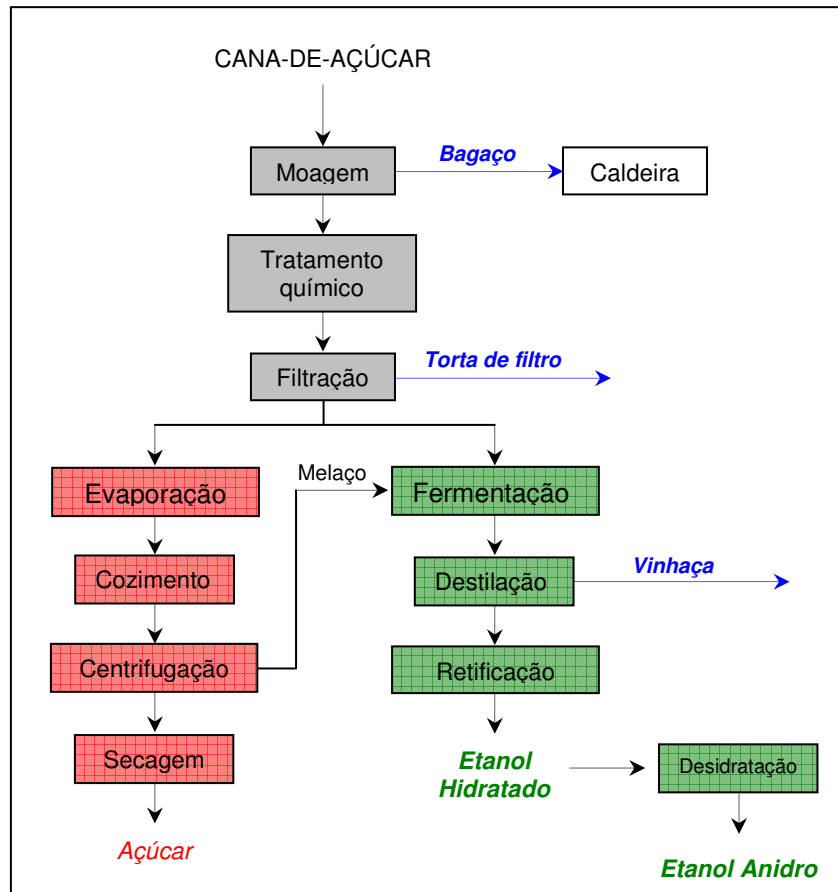 CANA-DE-AÇÚCAR
Bagaço
Moagem
Caldeira
Tratamento
químico
Torta de filtro
Filtração
Melaço
Evaporação
Fermentação
Cozimento
Destilação
Vinhaça
Centrifugação
Retificação
Secagem
Etanol
Hidratado
Desidratação
Açúcar
Etanol Anidro